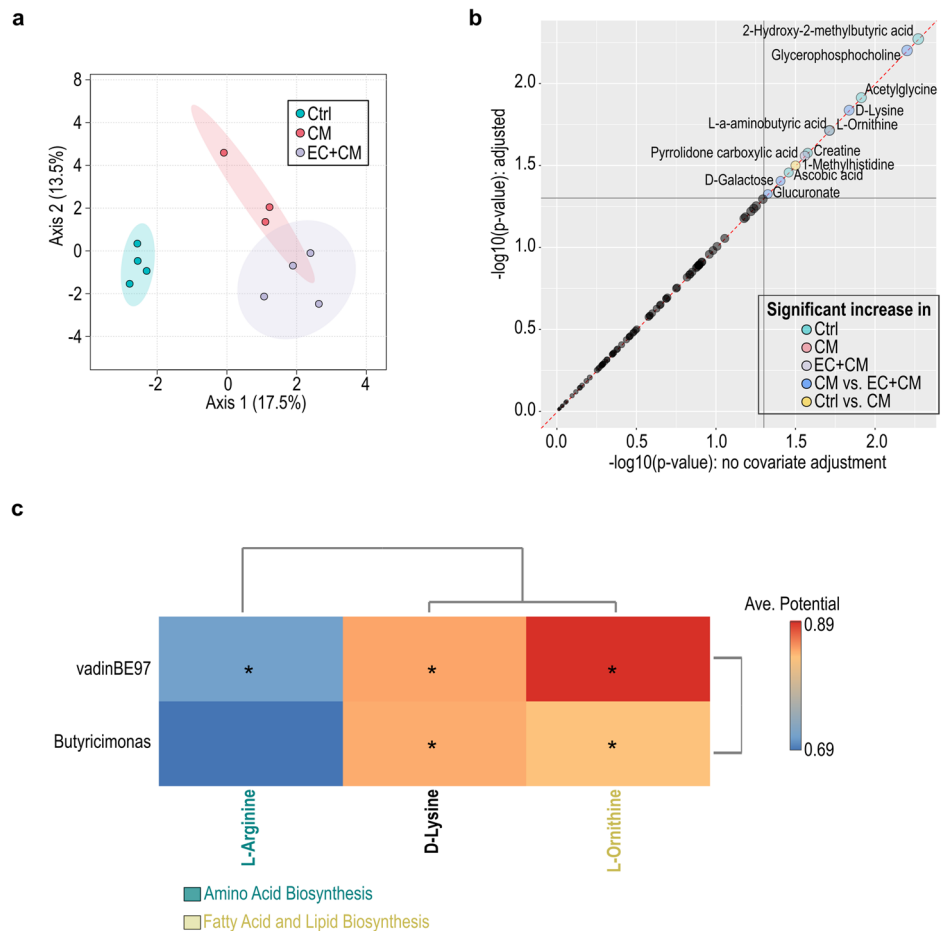 a
8
6
4
2
0
-2
-4
Axis 2 (13.5%)
-2
0
2
4
Axis 1 (17.5%)
Ctrl
CM
EC+CM
b
2.0
1.5
1.0
0.5
0.0
-log10(p-value): adjusted
0.0
0.5
1.0
1.5
2.0
-log10(p-value): no covariate adjustment
2-Hydroxy-2-methylbutyric acid
Glycerophosphocholine
Acetylglycine
D-Lysine
L-a-aminobutyric acid
L-Ornithine
Pyrrolidone carboxylic acid
Creatine
1-Methylhistidine
Ascobic acid
D-Galactose
Glucuronate
Significant increase in
Ctrl
CM
EC+CM
CM vs. EC+CM
Ctrl vs. CM
c
vadinBE97
* * *
Butyricimonas
* *
L-Arginine
D-Lysine
L-Ornithine
Ave. Potential
0.89
0.69
Amino Acid Biosynthesis
Fatty Acid and Lipid Biosynthesis